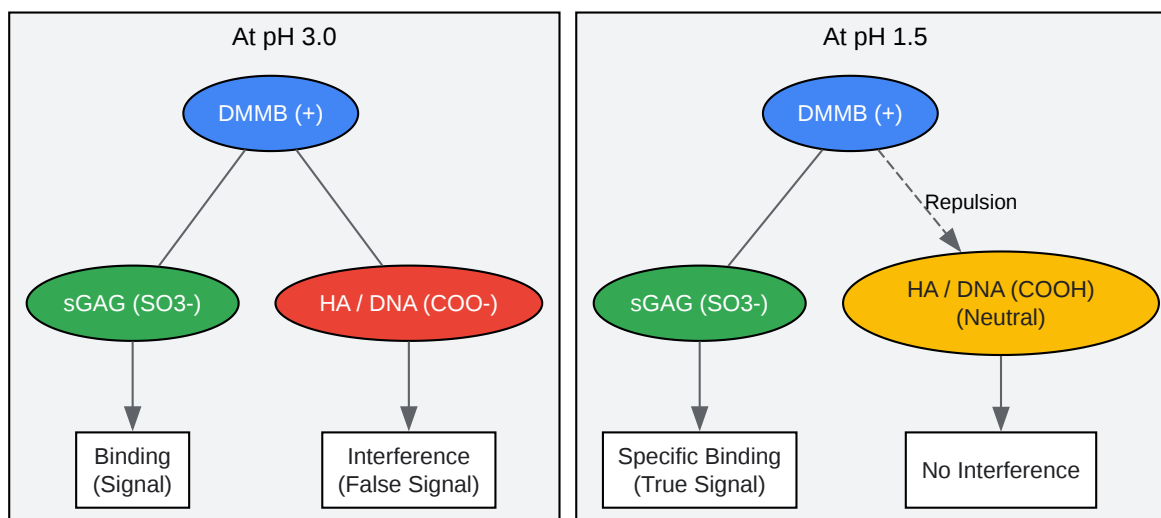 At pH 3.0
DMMB (+)
sGAG (SO3-)
HA / DNA (COO-)
Binding
(Signal)
Interference
(False Signal)
At pH 1.5
DMMB (+)
Repulsion
sGAG (SO3-)
HA / DNA (COOH)
(Neutral)
Specific Binding
(True Signal)
No Interference